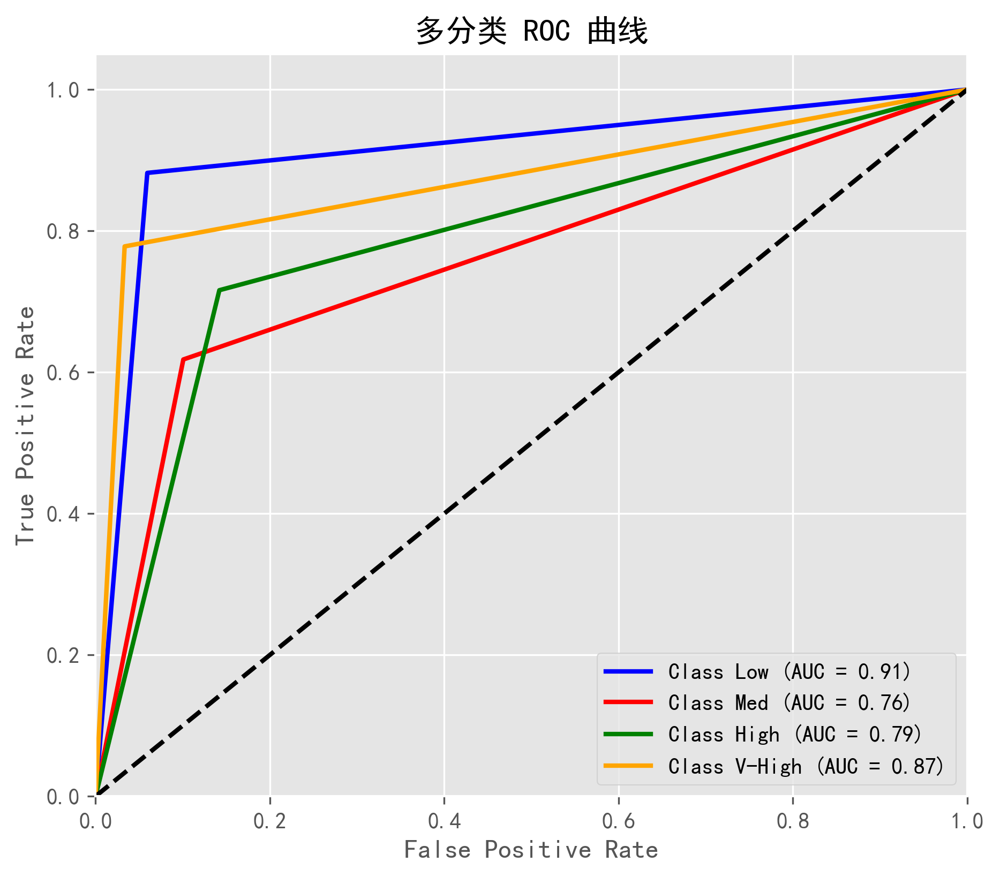 多分类 ROC 曲线
1.0
0.8
0.6
0.4
0.2
0.0
True Positive Rate
0.0 0.2 0.4 0.6 0.8 1.0
False Positive Rate
Class Low (AUC = 0.91)
Class Med (AUC = 0.76)
Class High (AUC = 0.79)
Class V-High (AUC = 0.87)